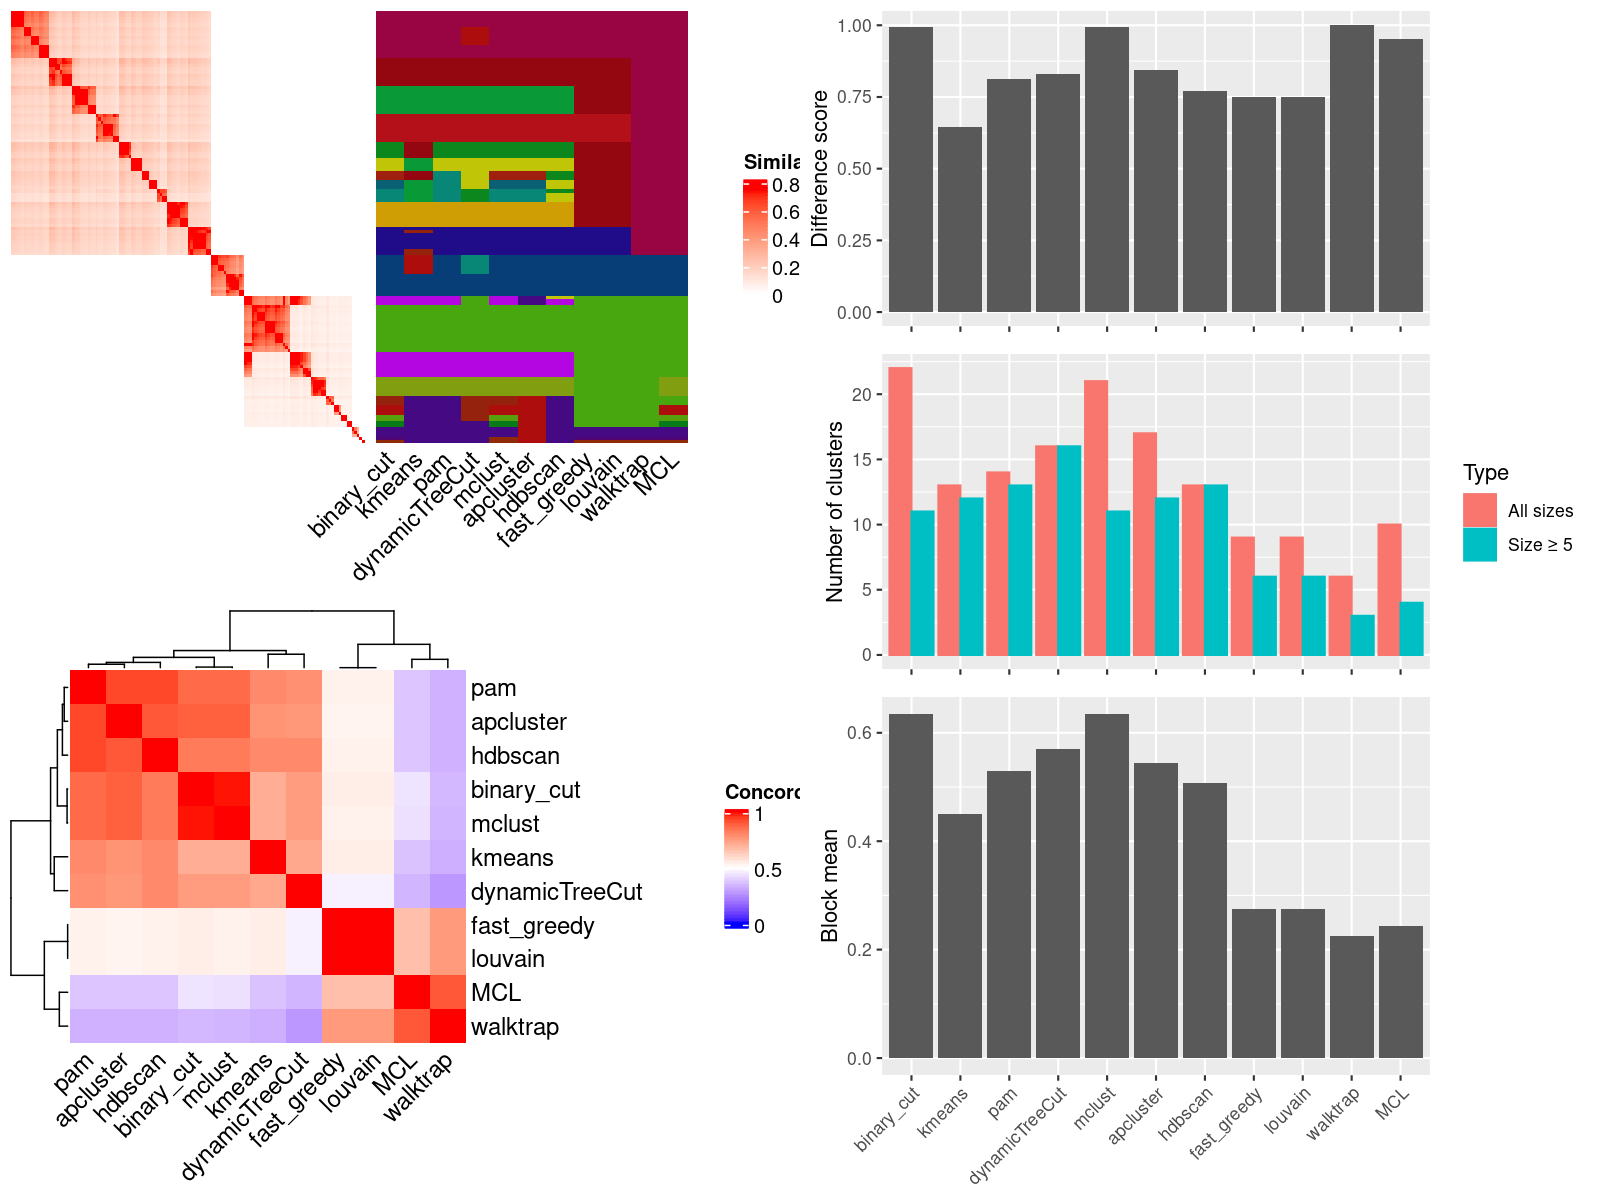 Simila
0.8
0.6
0.4
0.2
0
binary_cut
kmeans
pam
dynamicTreeCut
mclust
apcluster
hdbscan
fast_greedy
louvain
walktrap
MCL
pam
apcluster
hdbscan
binary_cut
mclust
kmeans
dynamicTreeCut
fast_greedy
louvain
MCL
walktrap
Concord
1
0.5
0
pam
apcluster
hdbscan
binary_cut
mclust
kmeans
dynamicTreeCut
fast_greedy
louvain
MCL
walktrap
Difference score
1.00
0.75
0.50
0.25
0.00
Number of clusters
20
15
10
5
0
Type
All sizes
Size ≥ 5
Block mean
0.6
0.4
0.2
0.0
binary_cut
kmeans
pam
dynamicTreeCut
mclust
apcluster
hdbscan
fast_greedy
louvain
walktrap
MCL